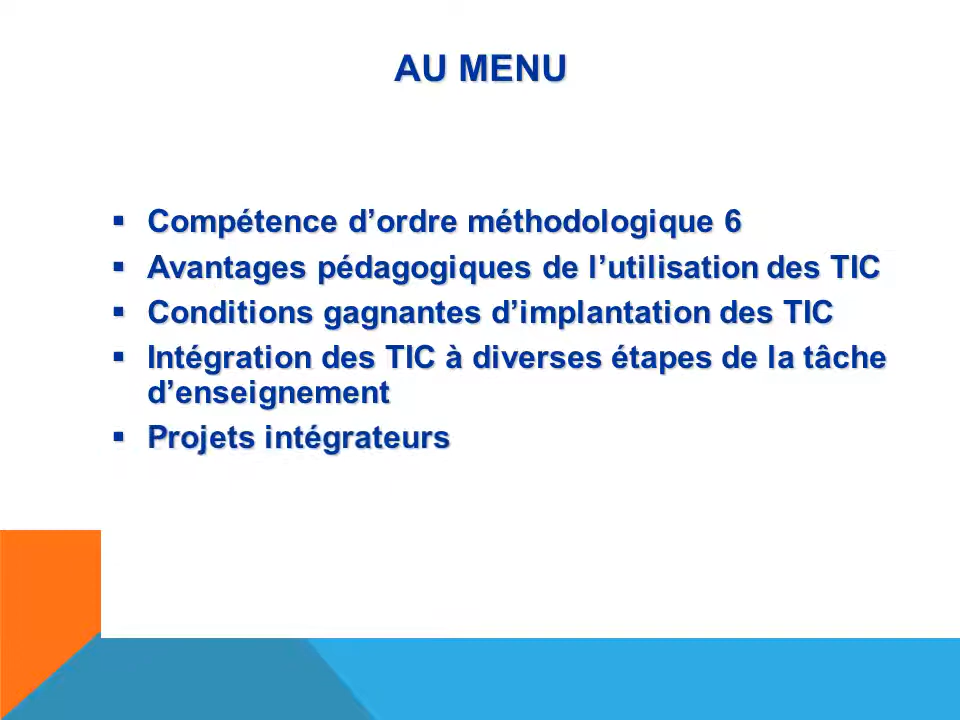 AU MENU
▪ Compétence d’ordre méthodologique 6
▪ Avantages pédagogiques de l’utilisation des TIC
▪ Conditions gagnantes d’implantation des TIC
▪ Intégration des TIC à diverses étapes de la tâche
d’enseignement
▪ Projets intégrateurs